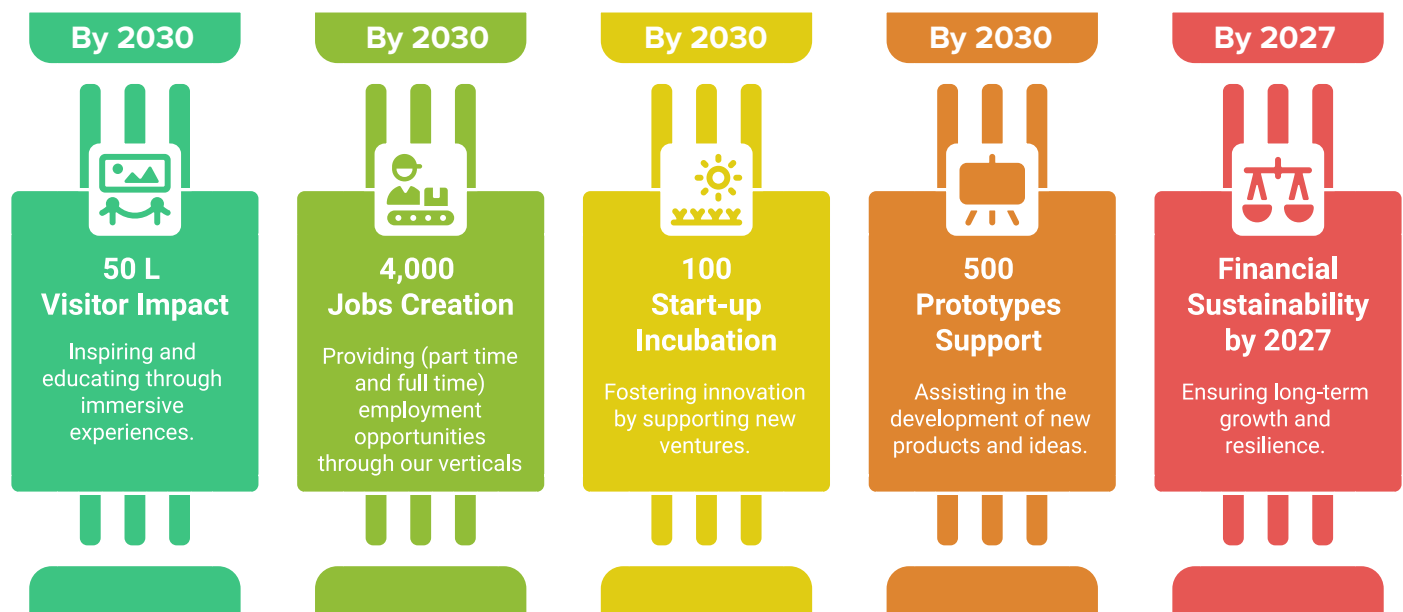 By 2030
50 L
Visitor Impact
Inspiring and
educating through
immersive
experiences.
By 2030
4,000
Jobs Creation
Providing (part time
and full time)
employment
opportunities
through our verticals
By 2030
100
Start-up
Incubation
Fostering innovation
by supporting new
ventures.
By 2030
500
Prototypes
Support
Assisting in the
development of new
products and ideas.
By 2027
Financial
Sustainability
by 2027
Ensuring long-term
growth and
resilience.